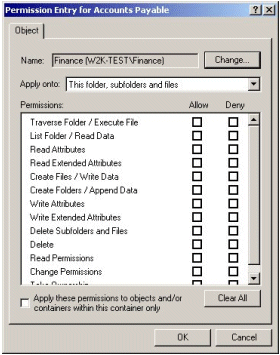 Permission Entry for Accounts Payable
Object
Name: Finance (W2K-TEST\Finance) Change...
Apply onto: This folder, subfolders and files
Permissions: Allow Deny
Traverse Folder / Execute File
List Folder / Read Data
Read Attributes
Read Extended Attributes
Create Files / Write Data
Create Folders / Append Data
Write Attributes
Write Extended Attributes
Delete Subfolders and Files
Delete
Read Permissions
Change Permissions
Take Ownership
Apply these permissions to objects and/or
containers within this container only
Clear All
OK Cancel